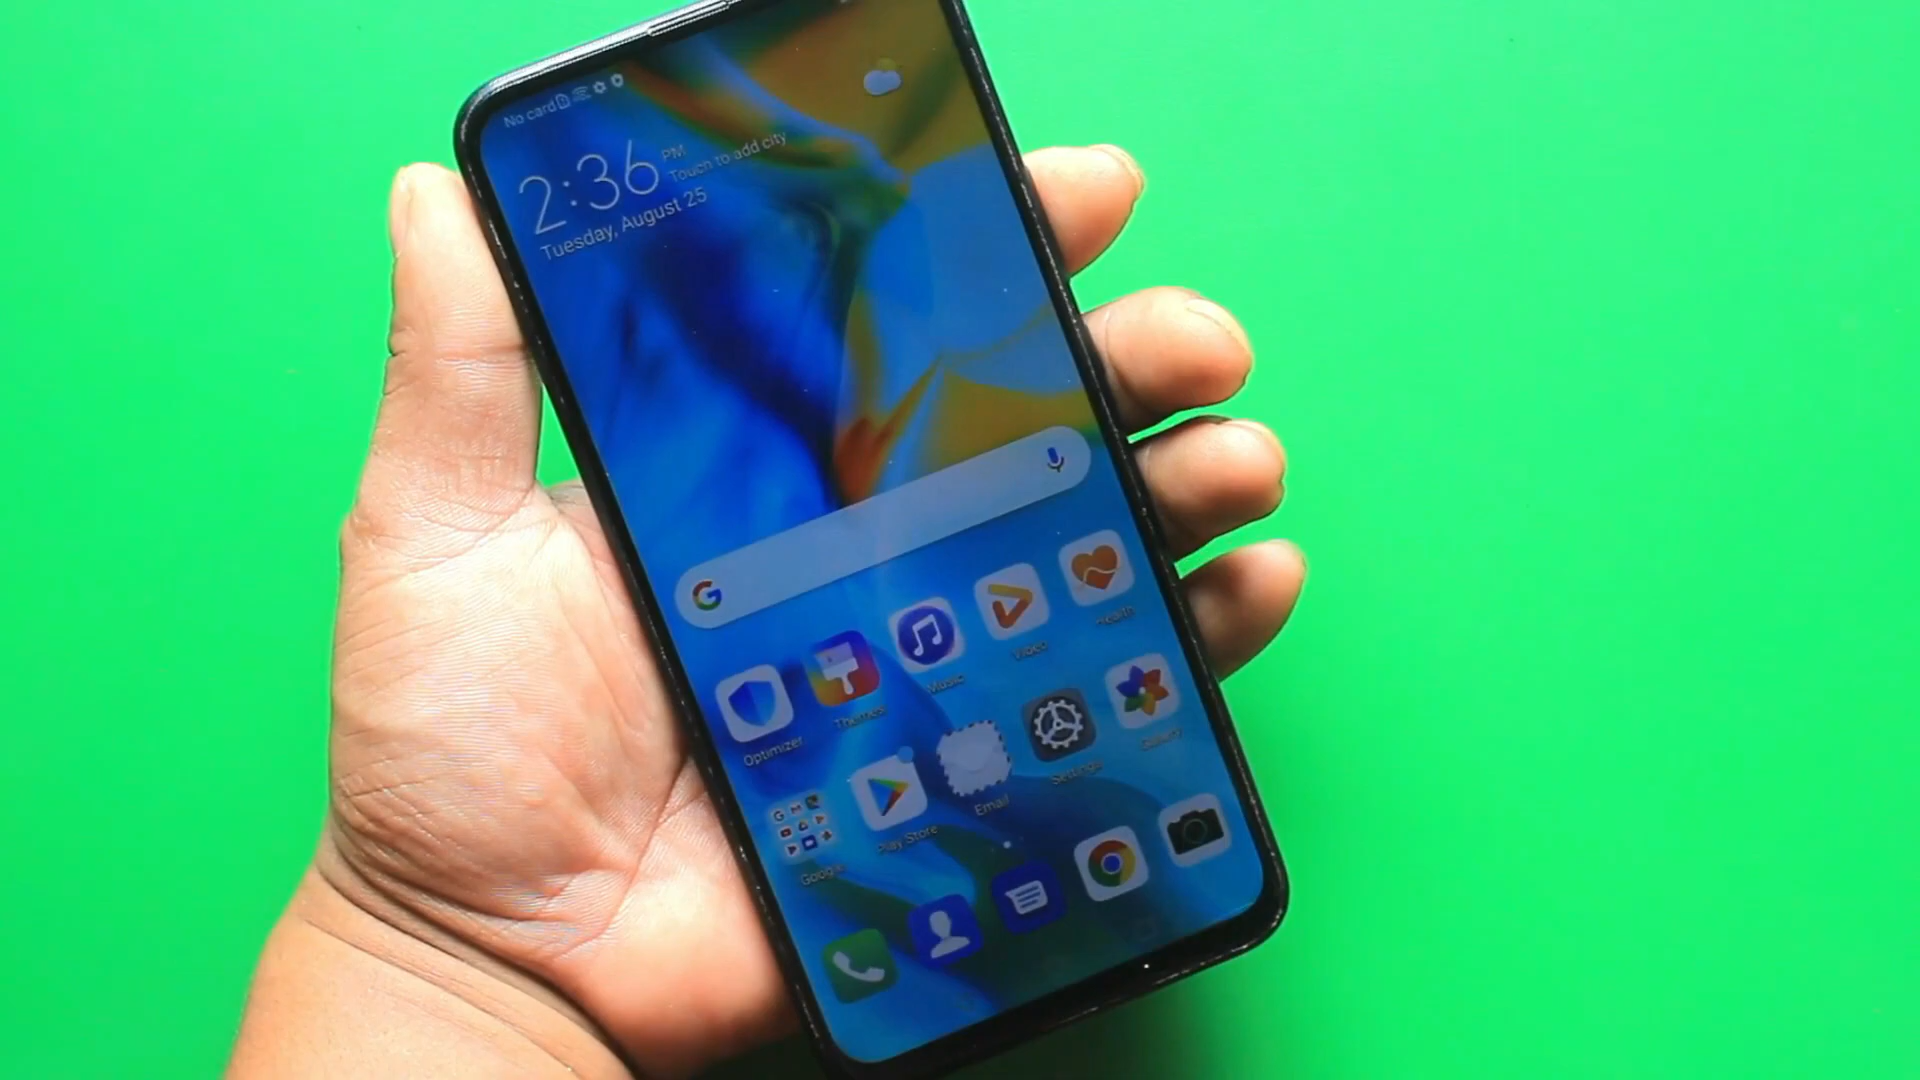 No card
2:36 PM
Touch to add city
Tuesday, August 25
Health
Video
Music
Themes
Optimizer
Gallery
Settings
Email
Play Store
Google